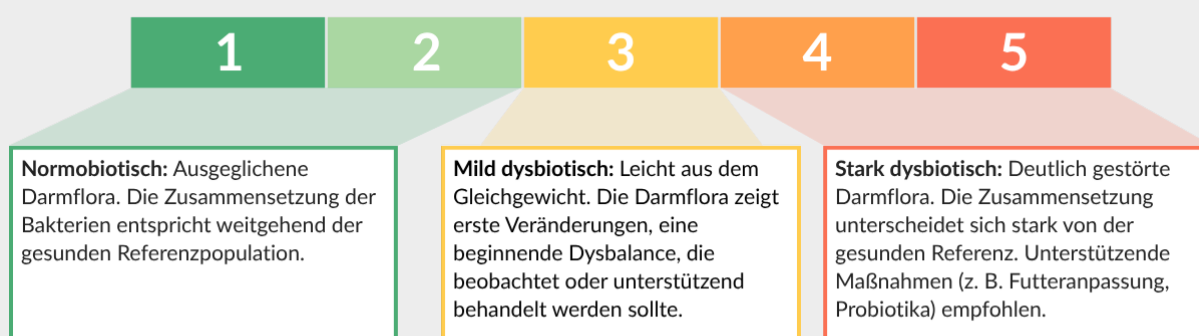 1 2 3 4 5
Normobiotisch: Ausgeglichene
Darmflora. Die Zusammensetzung der
Bakterien entspricht weitgehend der
gesunden Referenzpopulation.
Mild dysbiotisch: Leicht aus dem
Gleichgewicht. Die Darmflora zeigt
erste Veränderungen, eine
beginnende Dysbalance, die
beobachtet oder unterstützend
behandelt werden sollte.
Stark dysbiotisch: Deutlich gestörte
Darmflora. Die Zusammensetzung
unterscheidet sich stark von der
gesunden Referenz. Unterstützende
Maßnahmen (z. B. Futteranpassung,
Probiotika) empfohlen.